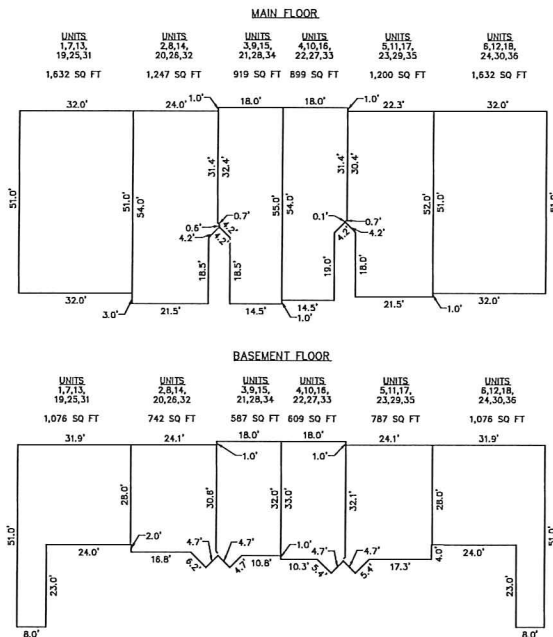 MAIN FLOOR
UNITS UNITS UNITS UNITS UNITS UNITS
1,7,13, 2,8,14, 3,9,15, 4,10,16, 5,11,17, 6,12,18,
19,25,31 20,26,32 21,28,34 22,27,33 23,29,35 24,30,36
1,632 SQ FT 1,247 SQ FT 919 SQ FT 899 SQ FT 1,200 SQ FT 1,632 SQ FT
32.0' 24.0' 1.0' 18.0' 18.0' 1.0' 22.3' 32.0'
51.0' 51.0' 54.0' 31.4' 32.4' 55.0' 54.0' 31.4' 30.4' 52.0' 51.0' 51.0'
0.6' 0.7' 0.1' 0.7'
4.2' 4.2' 4.2' 4.2' 4.2'
18.5' 18.5' 19.0' 18.0'
32.0' 3.0' 21.5' 14.5' 1.0' 14.5' 21.5' 1.0' 32.0'
BASEMENT FLOOR
UNITS UNITS UNITS UNITS UNITS UNITS
1,7,13, 2,8,14, 3,9,15, 4,10,16, 5,11,17, 6,12,18,
19,25,31 20,26,32 21,28,34 22,27,33 23,29,35 24,30,36
1,076 SQ FT 742 SQ FT 587 SQ FT 609 SQ FT 787 SQ FT 1,076 SQ FT
31.9' 24.1' 18.0' 18.0' 24.1' 31.9'
1.0' 1.0'
51.0' 28.0' 30.8' 32.0' 33.0' 32.1' 28.0' 51.0'
24.0' 2.0' 4.7' 4.7' 1.0' 4.7' 4.7' 4.0' 24.0'
16.8' 6.2' 4.7' 10.8' 10.3' 5.4' 5.4' 17.3'
23.0' 23.0'
8.0' 8.0'